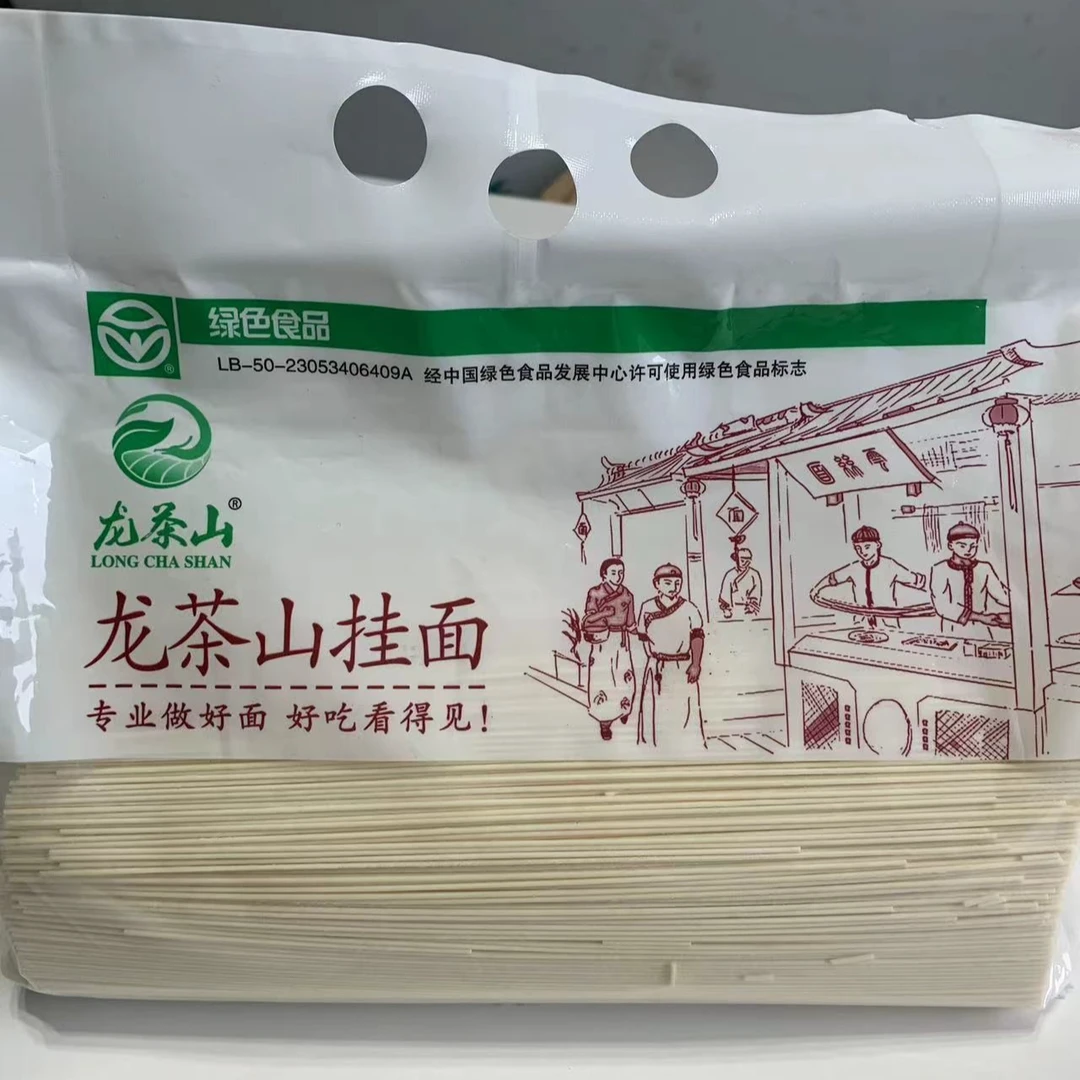 绿色食品
®
LB-50-23053406409A 经中国绿色食品发展中心许可使用绿色食品标志
龙茶山®
LONG CHA SHAN
龙茶山挂面
专业做好面 好吃看得见!
面
面